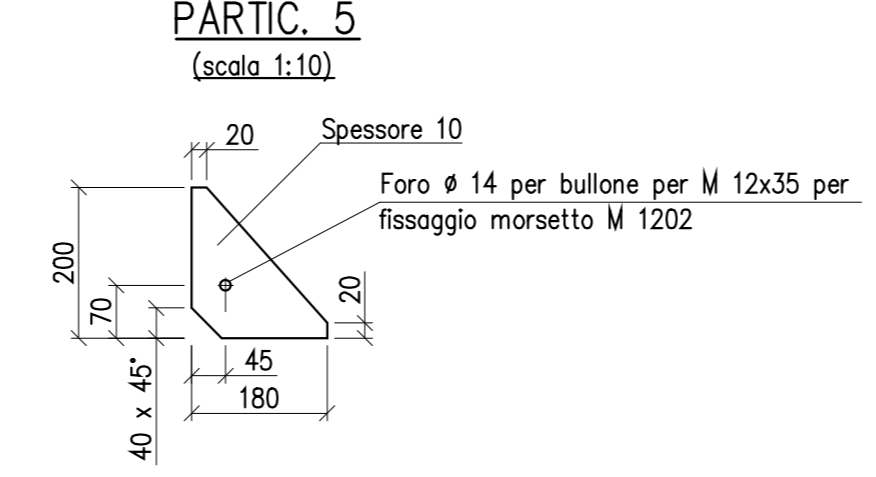 PARTIC. 5
(scala 1:10)
20
Spessore 10
Foro ø 14 per bullone per M 12x35 per
fissaggio morsetto M 1202
200
70
20
40 x 45°
45
180